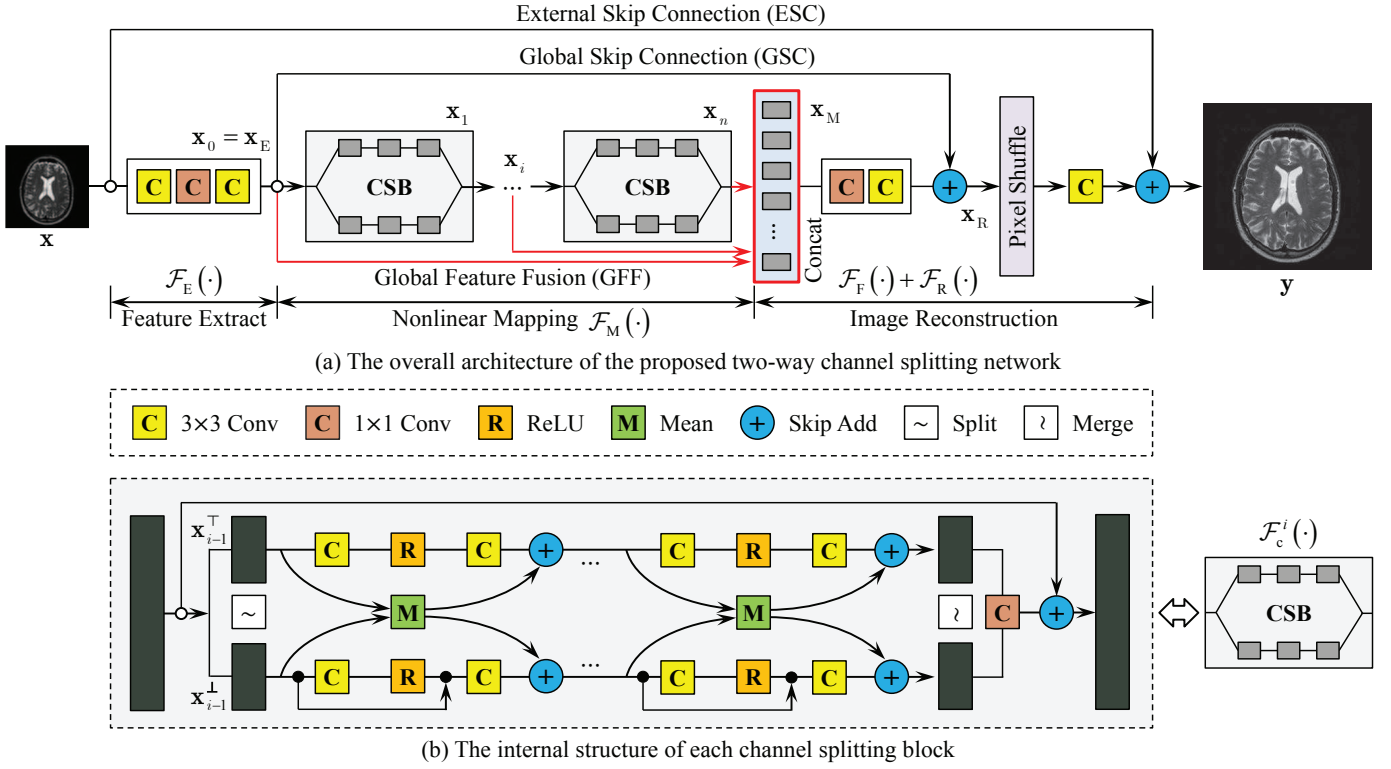 External Skip Connection (ESC)
Global Skip Connection (GSC)
x₀ = x_E
x₁
x_i
x_n
x_M
C C C
CSB
...
CSB
...
C C
+
x_R
Pixel Shuffle
C
+
x
Concat
y
Global Feature Fusion (GFF)
F_E(·)
F_F(·) + F_R(·)
Feature Extract
Nonlinear Mapping F_M(·)
Image Reconstruction
(a) The overall architecture of the proposed two-way channel splitting network
C 3×3 Conv C 1×1 Conv R ReLU M Mean + Skip Add ~ Split ≀ Merge
x_{i−1}^⊤
C R C + ... C R C +
F_c^i(·)
~ M M ≀ C +
CSB
C R C + ... C R C +
x_{i−1}^⊥
(b) The internal structure of each channel splitting block